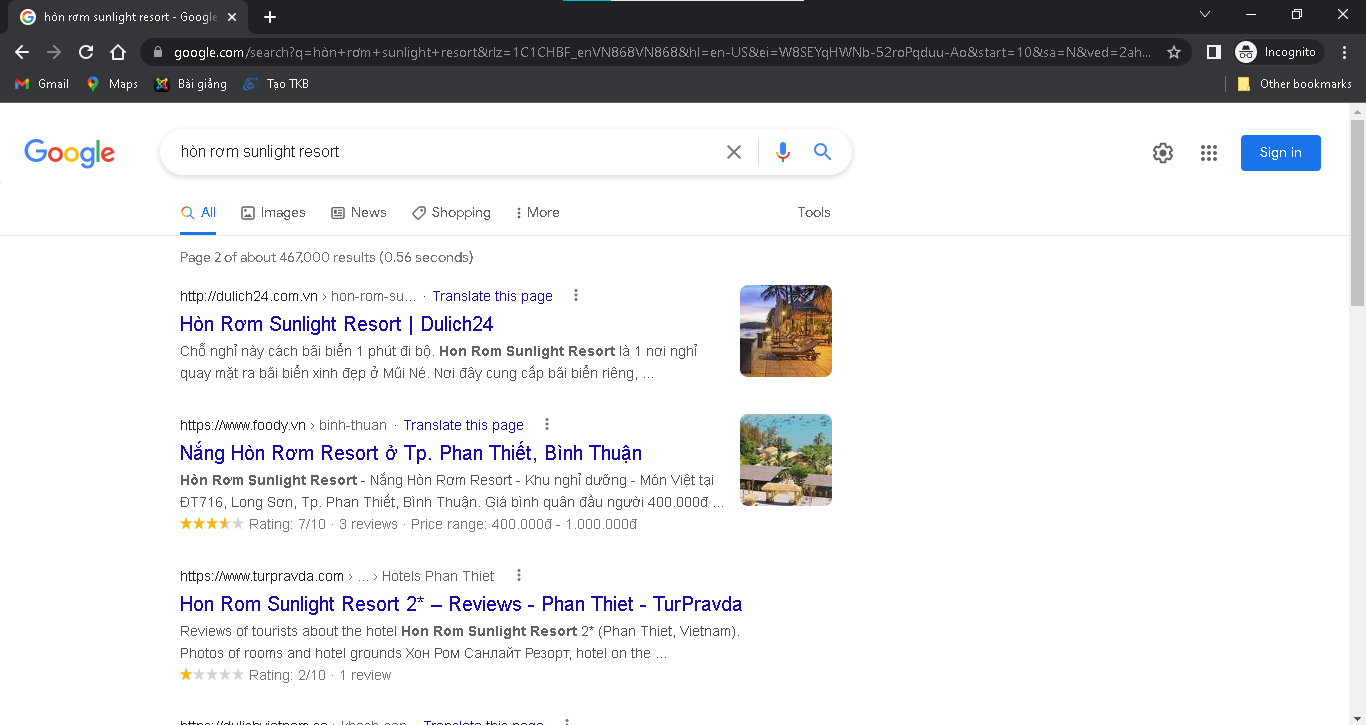 hòn rơm sunlight resort - Google
google.com/search?q=hòn+rơm+sunlight+resort&rlz=1C1CHBF_enVN868VN868&hl=en-US&ei=W8SEYqHWNb-52roPqduu-Ao&start=10&sa=N&ved=2ah...
Incognito
Gmail Maps Bài giảng Tạo TKB Other bookmarks
Google
hòn rơm sunlight resort
Sign in
All Images News Shopping More Tools
Page 2 of about 467,000 results (0.56 seconds)
http://dulich24.com.vn › hon-rom-su... · Translate this page
Hòn Rơm Sunlight Resort | Dulich24
Chỗ nghỉ này cách bãi biển 1 phút đi bộ. Hon Rom Sunlight Resort là 1 nơi nghỉ
quay mặt ra bãi biển xinh đẹp ở Mũi Né. Nơi đây cung cấp bãi biển riêng, ...
https://www.foody.vn › binh-thuan · Translate this page
Nắng Hòn Rơm Resort ở Tp. Phan Thiết, Bình Thuận
Hòn Rơm Sunlight Resort - Nắng Hòn Rơm Resort - Khu nghỉ dưỡng - Món Việt tại
ĐT716, Long Sơn, Tp. Phan Thiết, Bình Thuận. Giá bình quân đầu người 400.000đ ...
Rating: 7/10 · 3 reviews · Price range: 400.000đ - 1.000.000đ
https://www.turpravda.com › ... › Hotels Phan Thiet
Hon Rom Sunlight Resort 2* – Reviews - Phan Thiet - TurPravda
Reviews of tourists about the hotel Hon Rom Sunlight Resort 2* (Phan Thiet, Vietnam).
Photos of rooms and hotel grounds Хон Ром Санлайт Резорт, hotel on the ...
Rating: 2/10 · 1 review
Translate this page